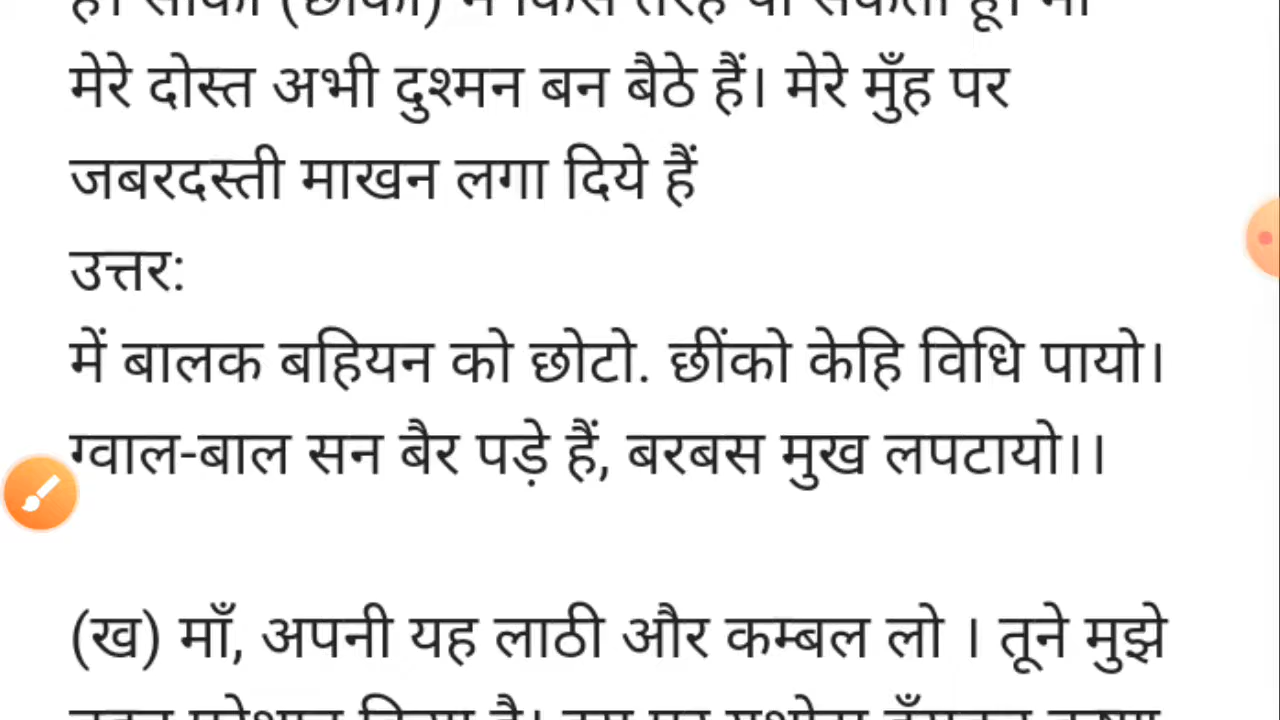 मेरे दोस्त अभी दुश्मन बन बैठे हैं। मेरे मुँह पर
जबरदस्ती माखन लगा दिये हैं
उत्तर:
में बालक बहियन को छोटो. छींको केहि विधि पायो।
ग्वाल-बाल सन बैर पड़े हैं, बरबस मुख लपटायो।।
(ख) माँ, अपनी यह लाठी और कम्बल लो । तूने मुझे